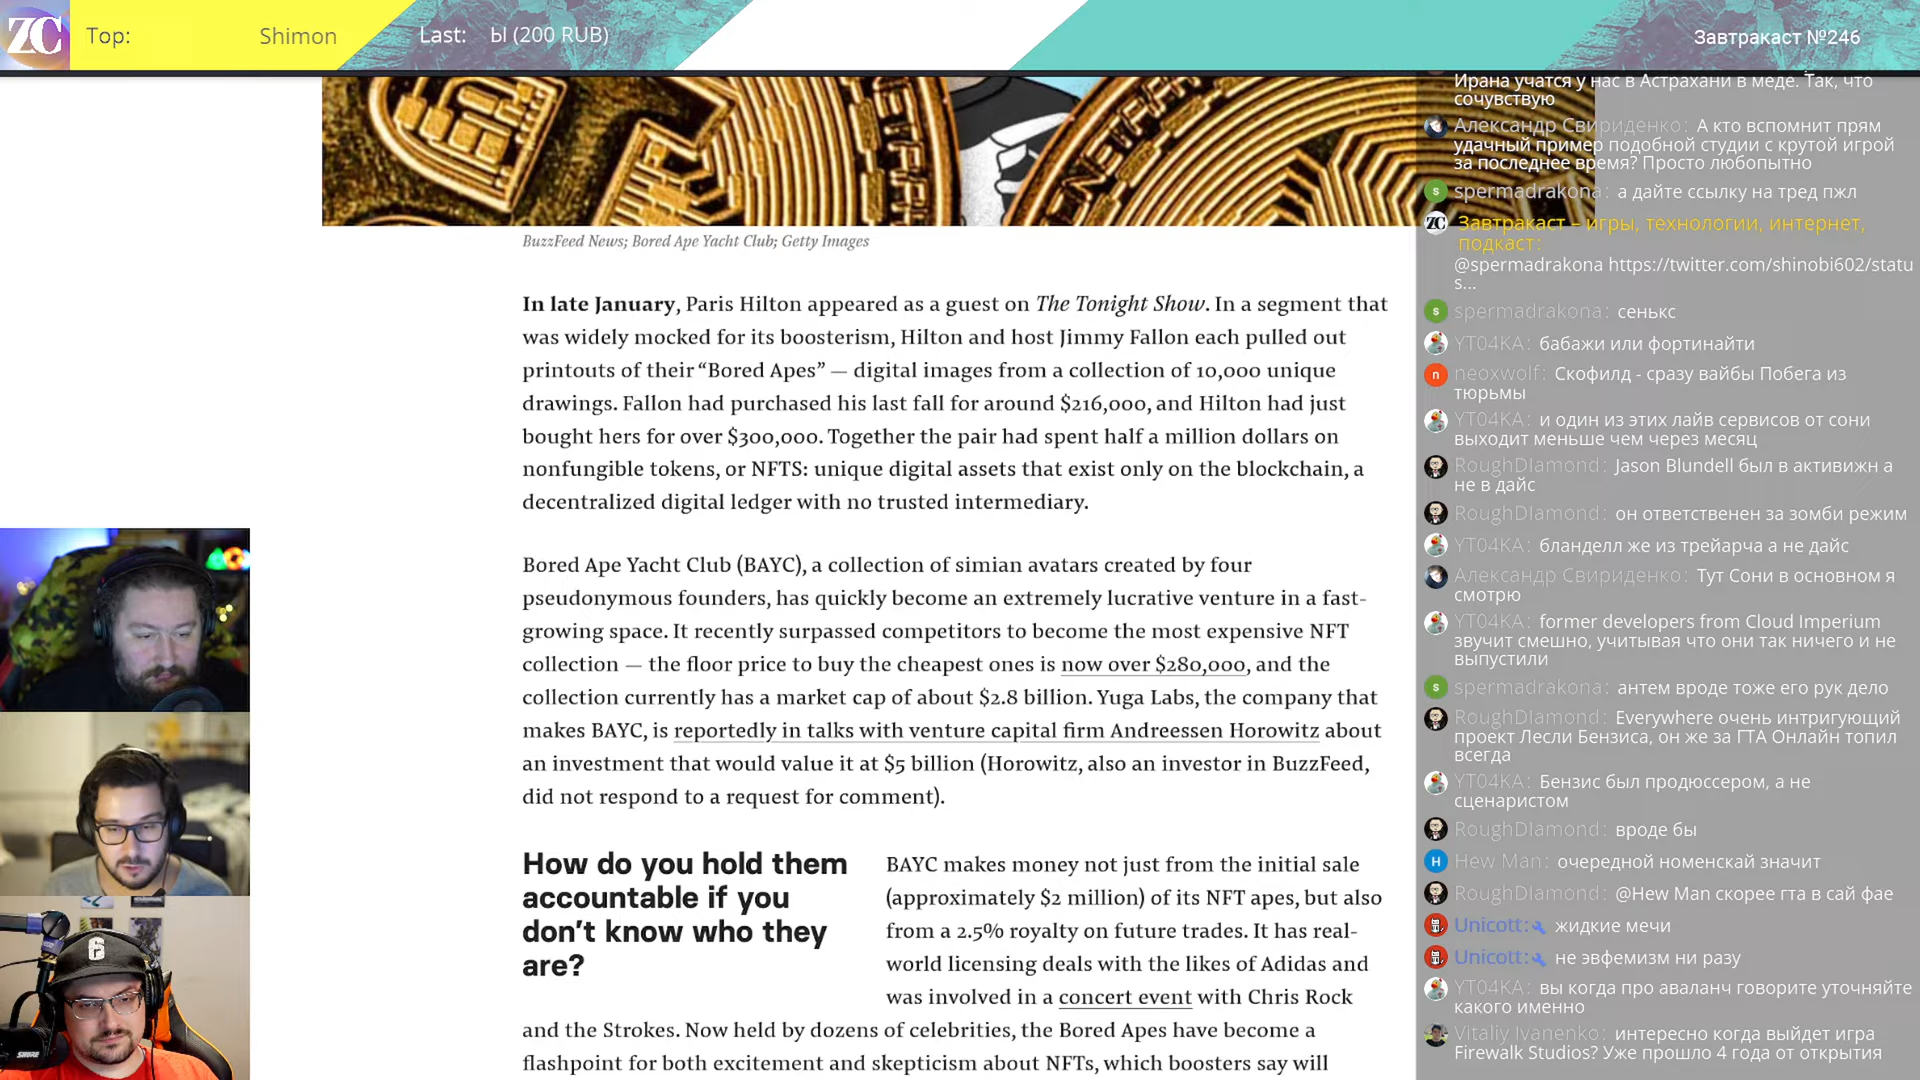 ZC
Top:
Shimon
Last:
Ы (200 RUB)
Завтракаст №246
BuzzFeed News; Bored Ape Yacht Club; Getty Images
In late January, Paris Hilton appeared as a guest on The Tonight Show. In a segment that
was widely mocked for its boosterism, Hilton and host Jimmy Fallon each pulled out
printouts of their “Bored Apes” — digital images from a collection of 10,000 unique
drawings. Fallon had purchased his last fall for around $216,000, and Hilton had just
bought hers for over $300,000. Together the pair had spent half a million dollars on
nonfungible tokens, or NFTS: unique digital assets that exist only on the blockchain, a
decentralized digital ledger with no trusted intermediary.
Bored Ape Yacht Club (BAYC), a collection of simian avatars created by four
pseudonymous founders, has quickly become an extremely lucrative venture in a fast-
growing space. It recently surpassed competitors to become the most expensive NFT
collection — the floor price to buy the cheapest ones is now over $280,000, and the
collection currently has a market cap of about $2.8 billion. Yuga Labs, the company that
makes BAYC, is reportedly in talks with venture capital firm Andreessen Horowitz about
an investment that would value it at $5 billion (Horowitz, also an investor in BuzzFeed,
did not respond to a request for comment).
How do you hold them
accountable if you
don’t know who they
are?
BAYC makes money not just from the initial sale
(approximately $2 million) of its NFT apes, but also
from a 2.5% royalty on future trades. It has real-
world licensing deals with the likes of Adidas and
was involved in a concert event with Chris Rock
and the Strokes. Now held by dozens of celebrities, the Bored Apes have become a
flashpoint for both excitement and skepticism about NFTs, which boosters say will
Ирана учатся у нас в Астрахани в меде. Так, что
сочувствую
Александр Свириденко: А кто вспомнит прям
удачный пример подобной студии с крутой игрой
за последнее время? Просто любопытно
spermadrakona: а дайте ссылку на тред пжл
Завтракаст – игры, технологии, интернет,
подкаст:
@spermadrakona https://twitter.com/shinobi602/statu
s...
spermadrakona: сенькс
YT04KA: бабажи или фортинайти
neoxwolf: Скофилд - сразу вайбы Побега из
тюрьмы
YT04KA: и один из этих лайв сервисов от сони
выходит меньше чем через месяц
RoughDIamond: Jason Blundell был в активижн а
не в дайс
RoughDIamond: он ответственен за зомби режим
YT04KA: бланделл же из трейарча а не дайс
Александр Свириденко: Тут Сони в основном я
смотрю
YT04KA: former developers from Cloud Imperium
звучит смешно, учитывая что они так ничего и не
выпустили
spermadrakona: антем вроде тоже его рук дело
RoughDIamond: Everywhere очень интригующий
проект Лесли Бензиса, он же за ГТА Онлайн топил
всегда
YT04KA: Бензис был продюссером, а не
сценаристом
RoughDIamond: вроде бы
Hew Man: очередной номенскай значит
RoughDIamond: @Hew Man скорее гта в сай фае
Unicott: жидкие мечи
Unicott: не эвфемизм ни разу
YT04KA: вы когда про аваланч говорите уточняйте
какого именно
Vitaliy Ivanenko: интересно когда выйдет игра
Firewalk Studios? Уже прошло 4 года от открытия